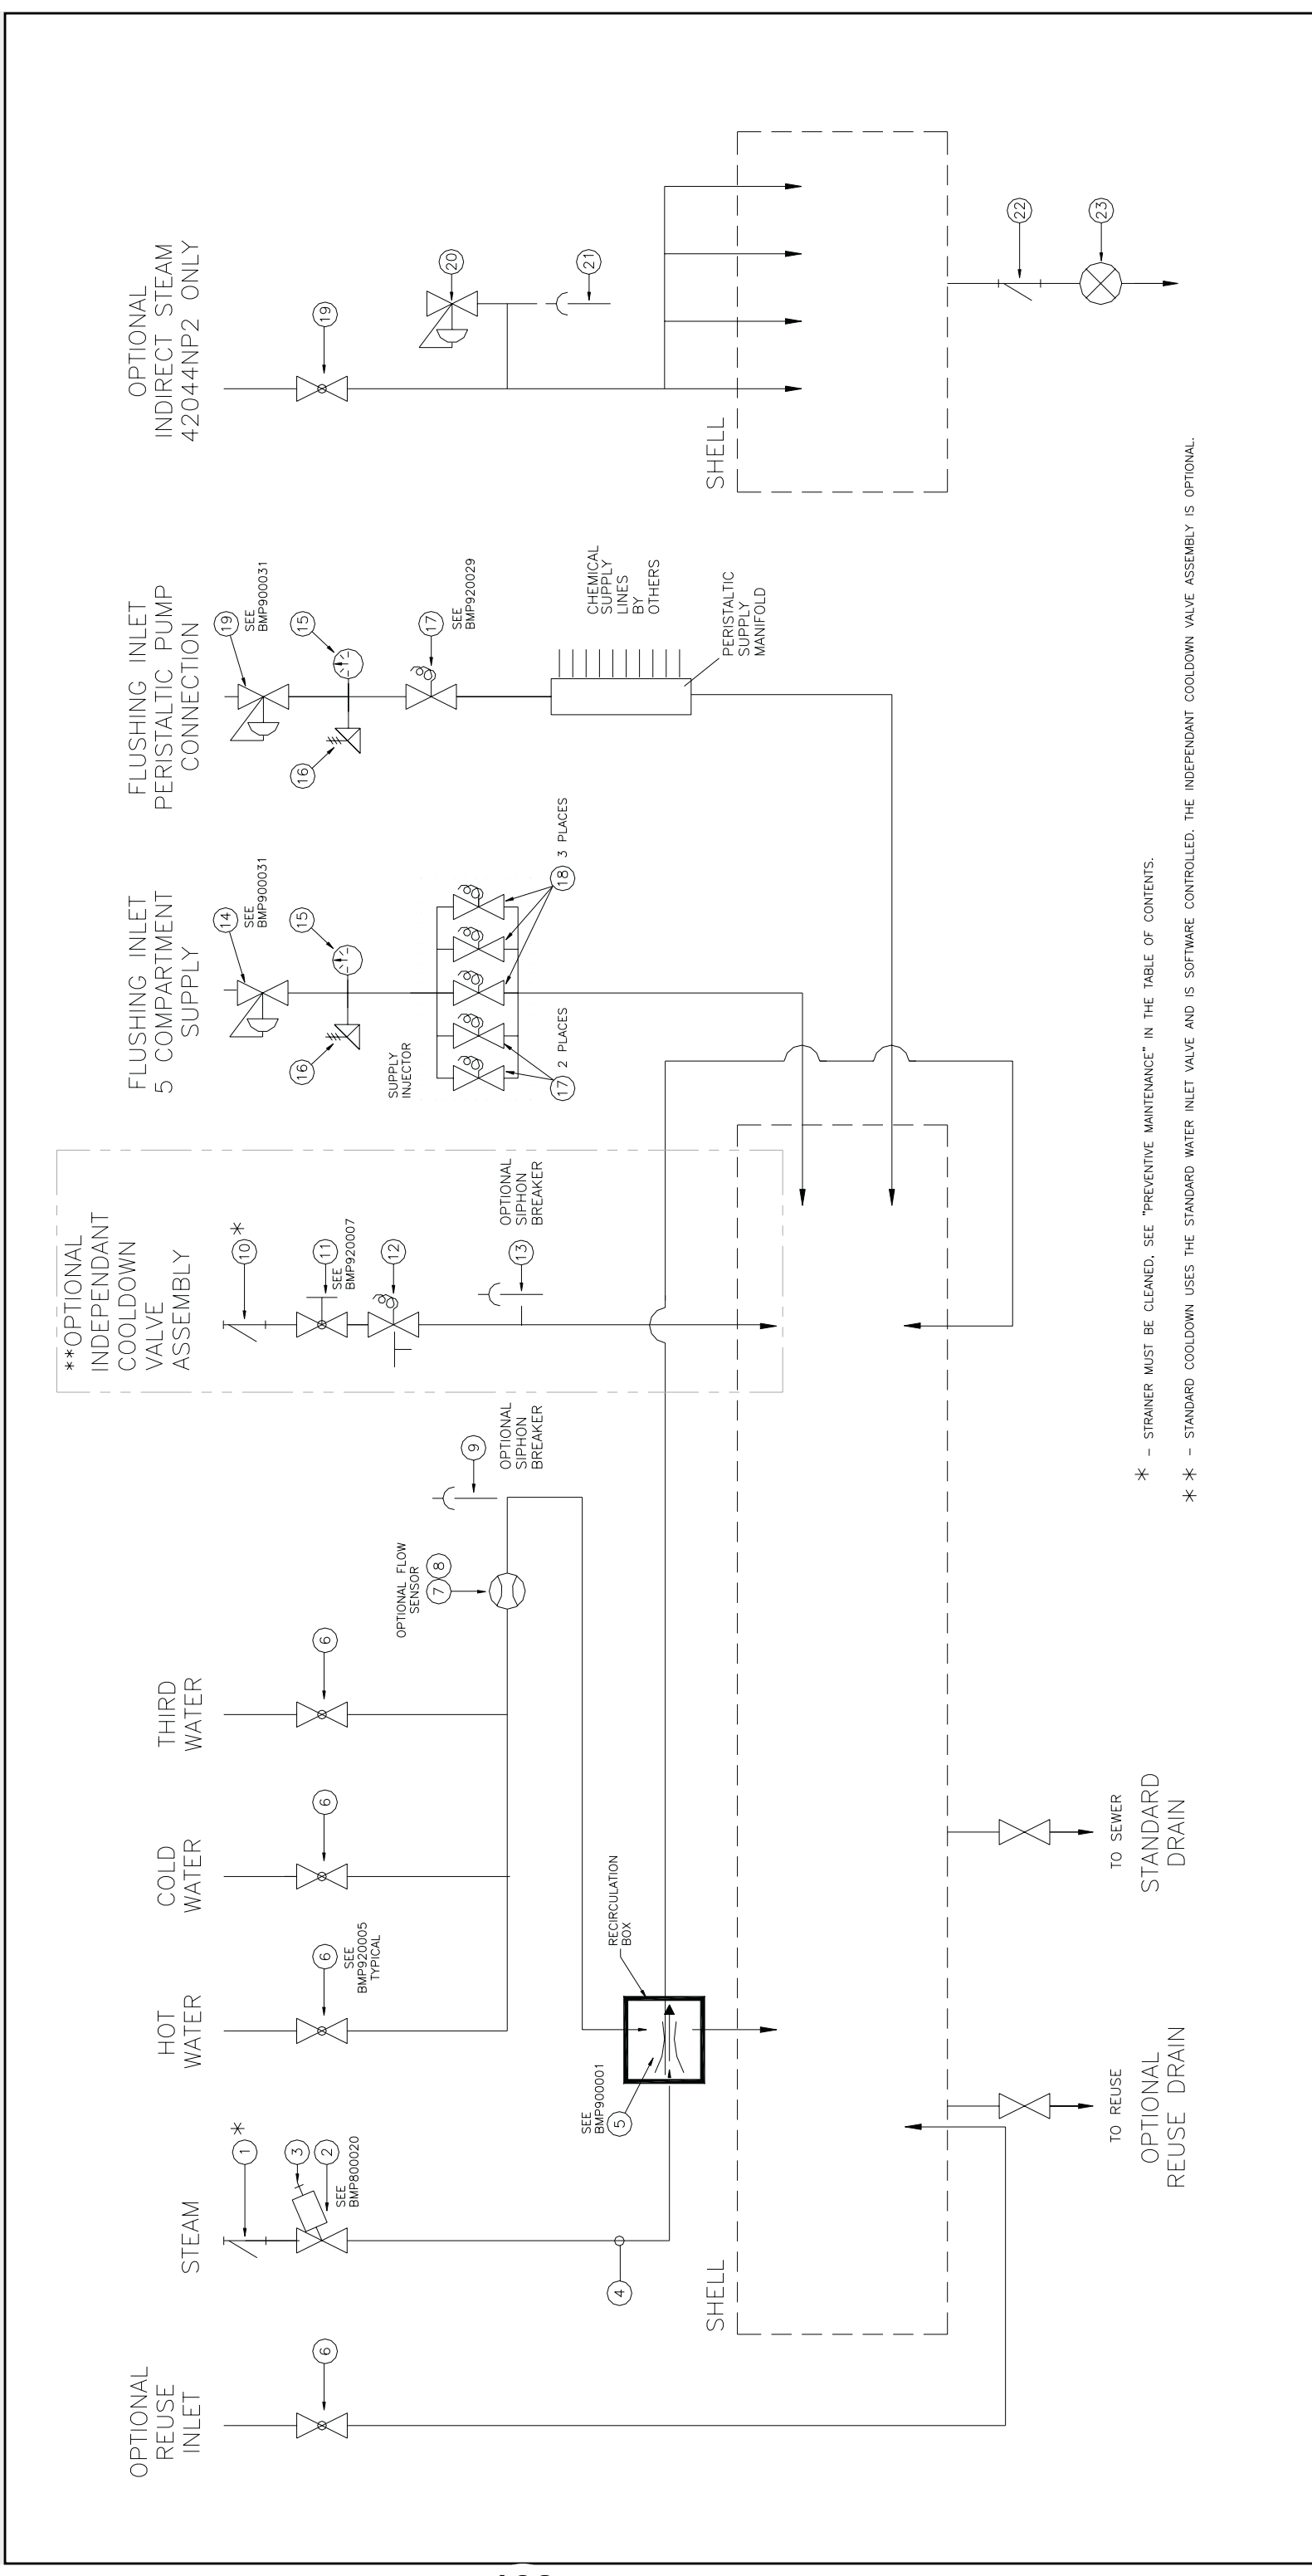 OPTIONAL
REUSE
INLET
6
STEAM
1 *
3
2
SEE
BMP800020
4
HOT
WATER
6
SEE
BMP920005
TYPICAL
COLD
WATER
6
THIRD
WATER
6
OPTIONAL FLOW
SENSOR
7 8
9
OPTIONAL
SIPHON
BREAKER
SEE
BMP900001
5
RECIRCULATION
BOX
**OPTIONAL
INDEPENDANT
COOLDOWN
VALVE
ASSEMBLY
10 *
11
SEE
BMP920007
12
13
OPTIONAL
SIPHON
BREAKER
FLUSHING INLET
5 COMPARTMENT
SUPPLY
14
SEE
BMP900031
15
16
SUPPLY
INJECTOR
17 2 PLACES
18 3 PLACES
FLUSHING INLET
PERISTALTIC PUMP
CONNECTION
19
SEE
BMP900031
15
16
17
SEE
BMP920029
CHEMICAL
SUPPLY
LINES
BY
OTHERS
PERISTALTIC
SUPPLY
MANIFOLD
OPTIONAL
INDIRECT STEAM
42044NP2 ONLY
19
20
21
SHELL
22
23
SHELL
TO REUSE
OPTIONAL
REUSE DRAIN
TO SEWER
STANDARD
DRAIN
* - STRAINER MUST BE CLEANED, SEE "PREVENTIVE MAINTENANCE" IN THE TABLE OF CONTENTS.
* * - STANDARD COOLDOWN USES THE STANDARD WATER INLET VALVE AND IS SOFTWARE CONTROLLED. THE INDEPENDANT COOLDOWN VALVE ASSEMBLY IS OPTIONAL.